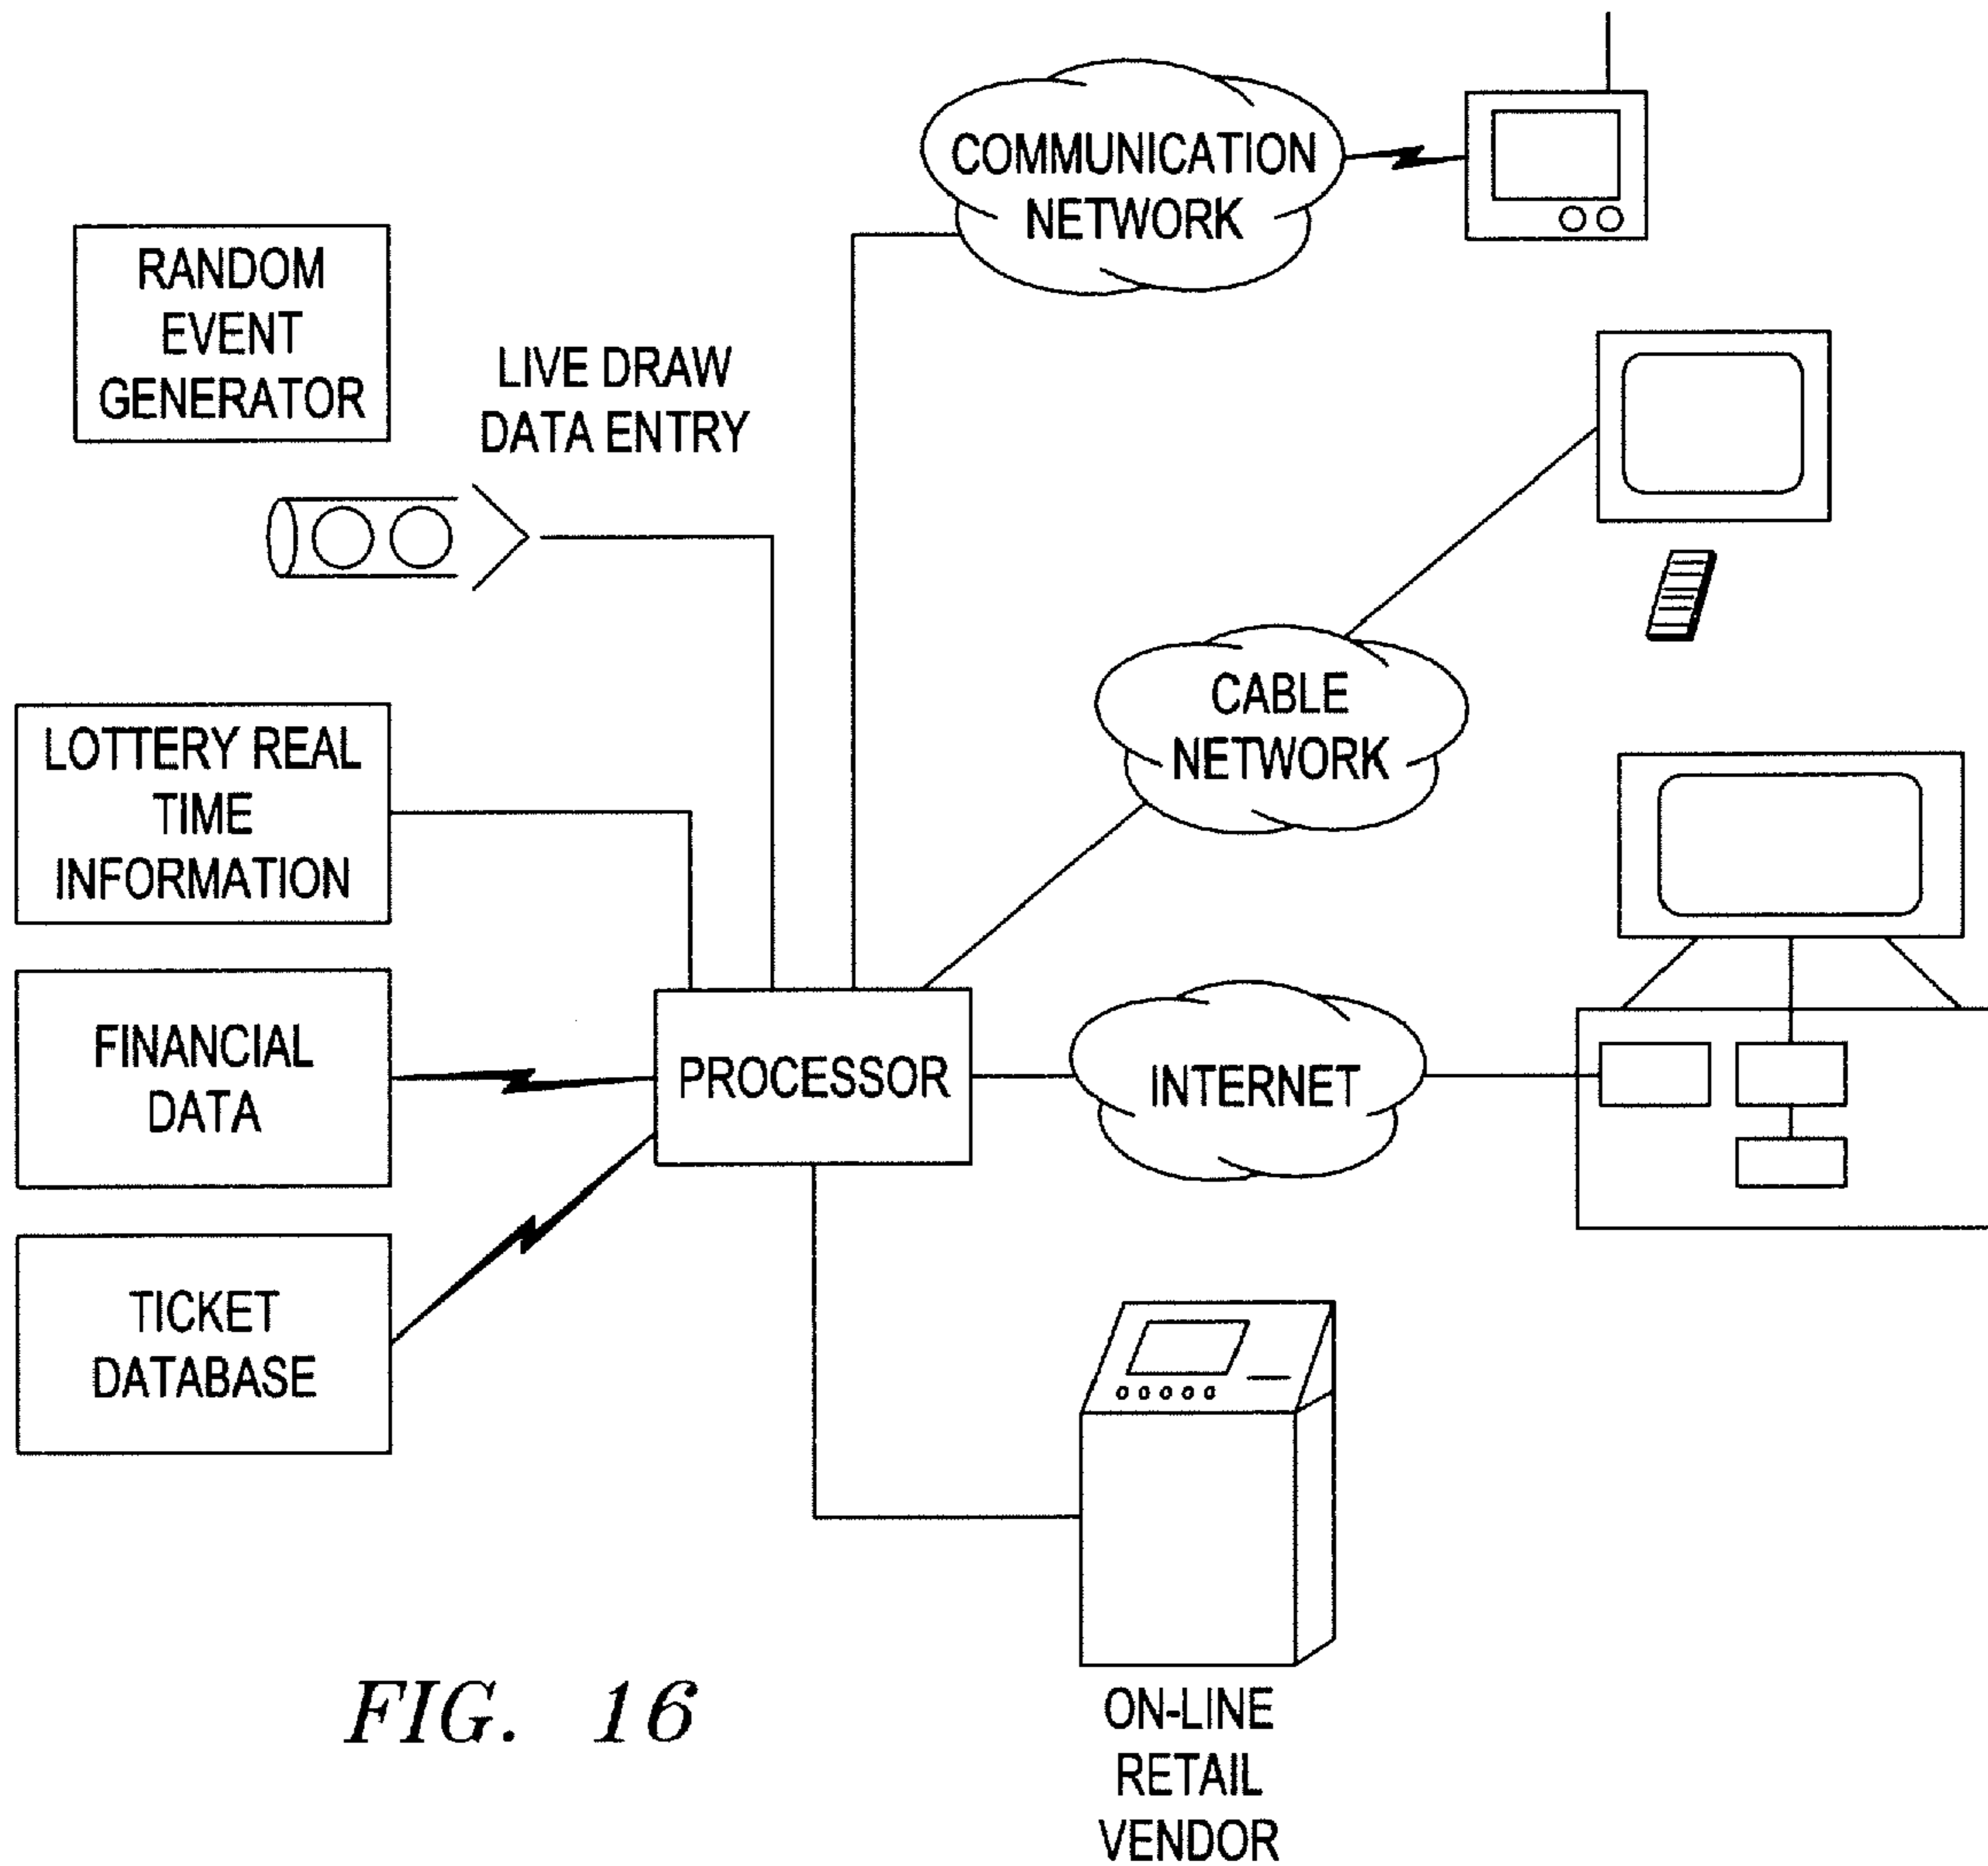 COMMUNICATION
NETWORK
RANDOM
EVENT
GENERATOR
LIVE DRAW
DATA ENTRY
CABLE
NETWORK
LOTTERY REAL
TIME
INFORMATION
FINANCIAL
DATA
PROCESSOR
INTERNET
TICKET
DATABASE
ON-LINE
RETAIL
VENDOR
FIG. 16